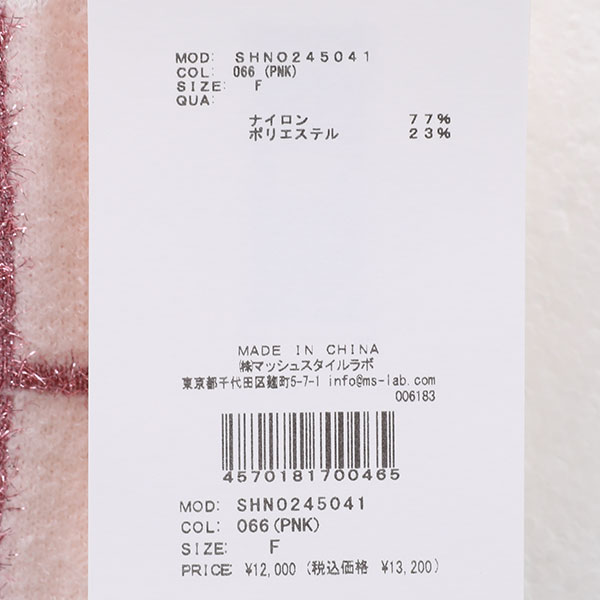 MOD: SHNO245041
COL: 066 (PNK)
SIZE: F
QUA:
ナイロン 77%
ポリエステル 23%
MADE IN CHINA
㈱マッシュスタイルラボ
東京都千代田区麹町5-7-1 info@ms-lab.com
006183
4570181700465
MOD: SHNO245041
COL: 066(PNK)
SIZE: F
PRICE: ¥12,000 (税込価格 ¥13,200)